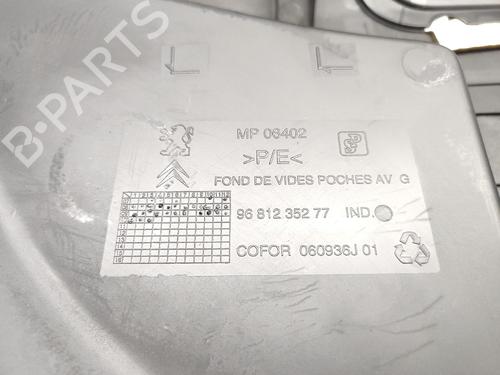 B-PARTS
MP 06402
>P/E<
FOND DE VIDES POCHES AV G
96 812 352 77 IND.
COFOR 060936J 01